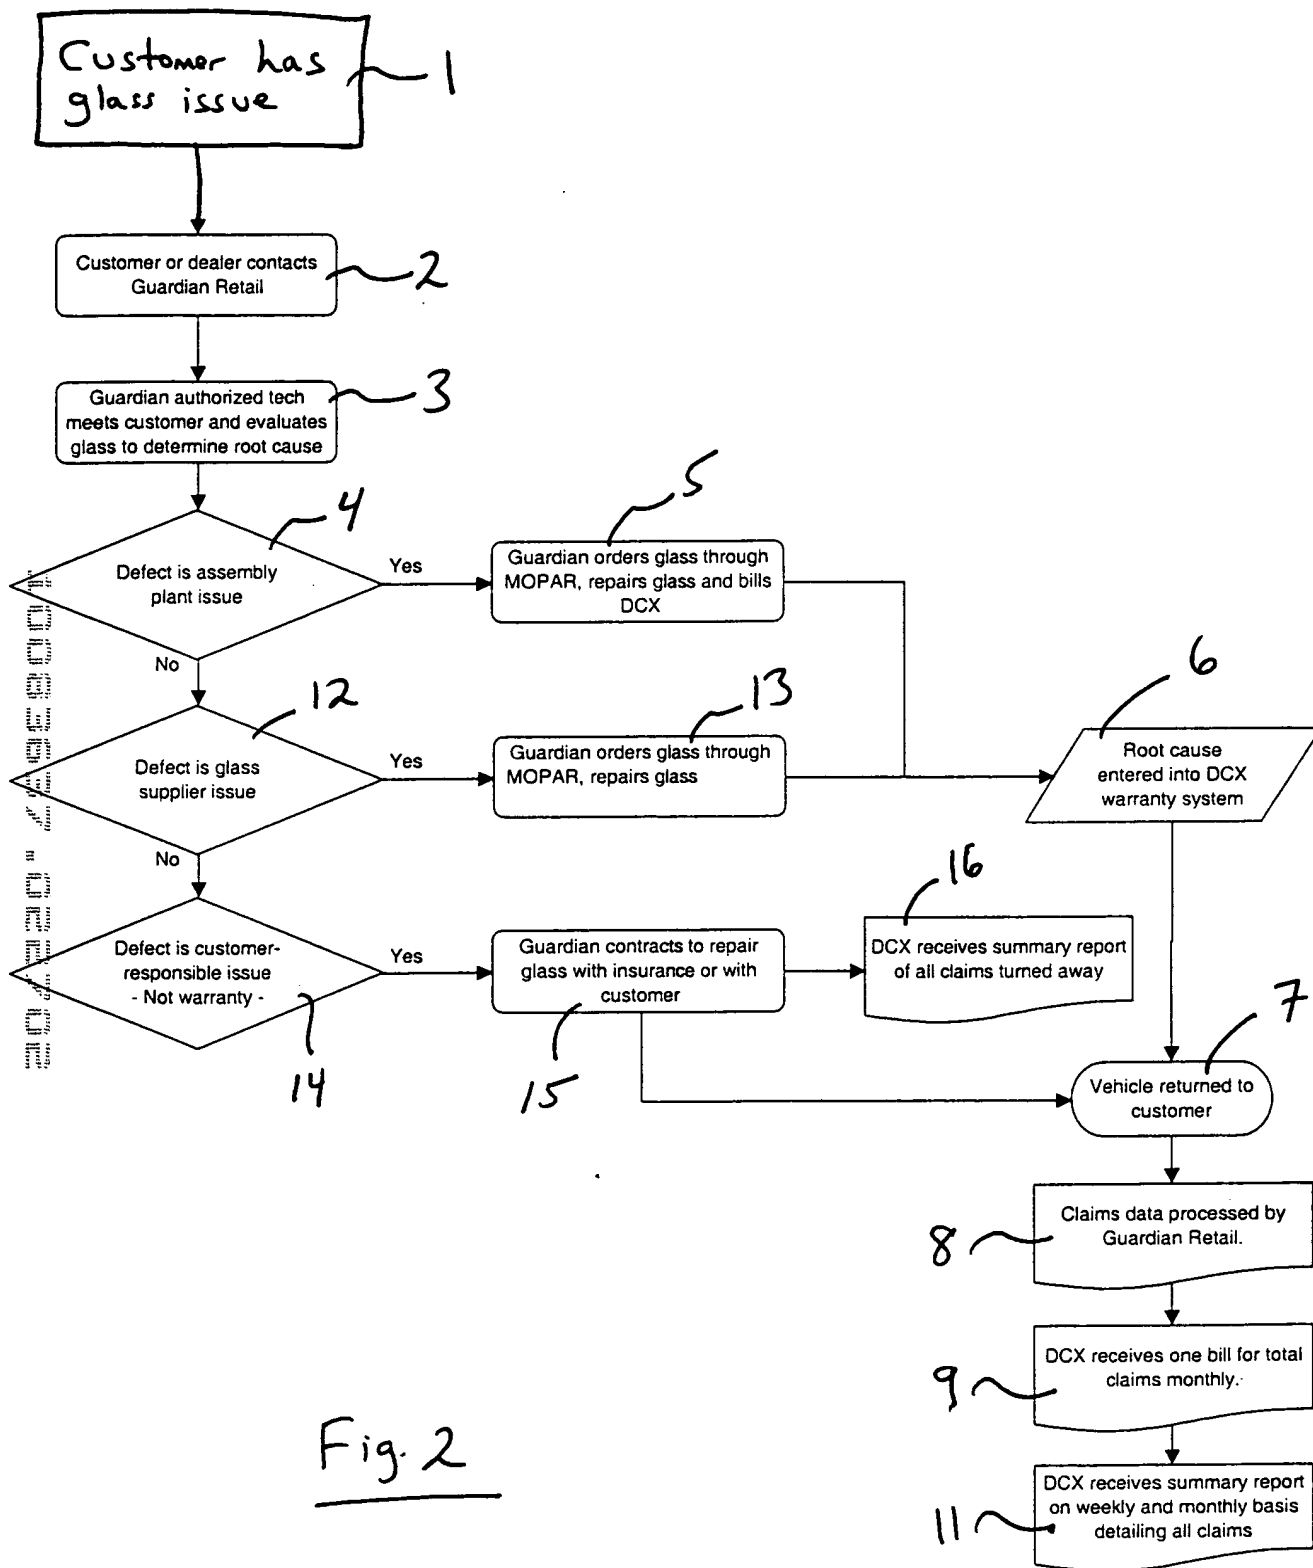 Customer has
glass issue
1
Customer or dealer contacts
Guardian Retail
2
Guardian authorized tech
meets customer and evaluates
glass to determine root cause
3
Defect is assembly
plant issue
4
Yes
No
Guardian orders glass through
MOPAR, repairs glass and bills
DCX
5
Defect is glass
supplier issue
12
Yes
No
Guardian orders glass through
MOPAR, repairs glass
13
Root cause
entered into DCX
warranty system
6
Defect is customer-
responsible issue
- Not warranty -
14
Yes
Guardian contracts to repair
glass with insurance or with
customer
15
DCX receives summary report
of all claims turned away
16
Vehicle returned to
customer
7
Claims data processed by
Guardian Retail.
8
DCX receives one bill for total
claims monthly.
9
DCX receives summary report
on weekly and monthly basis
detailing all claims
11
Fig. 2